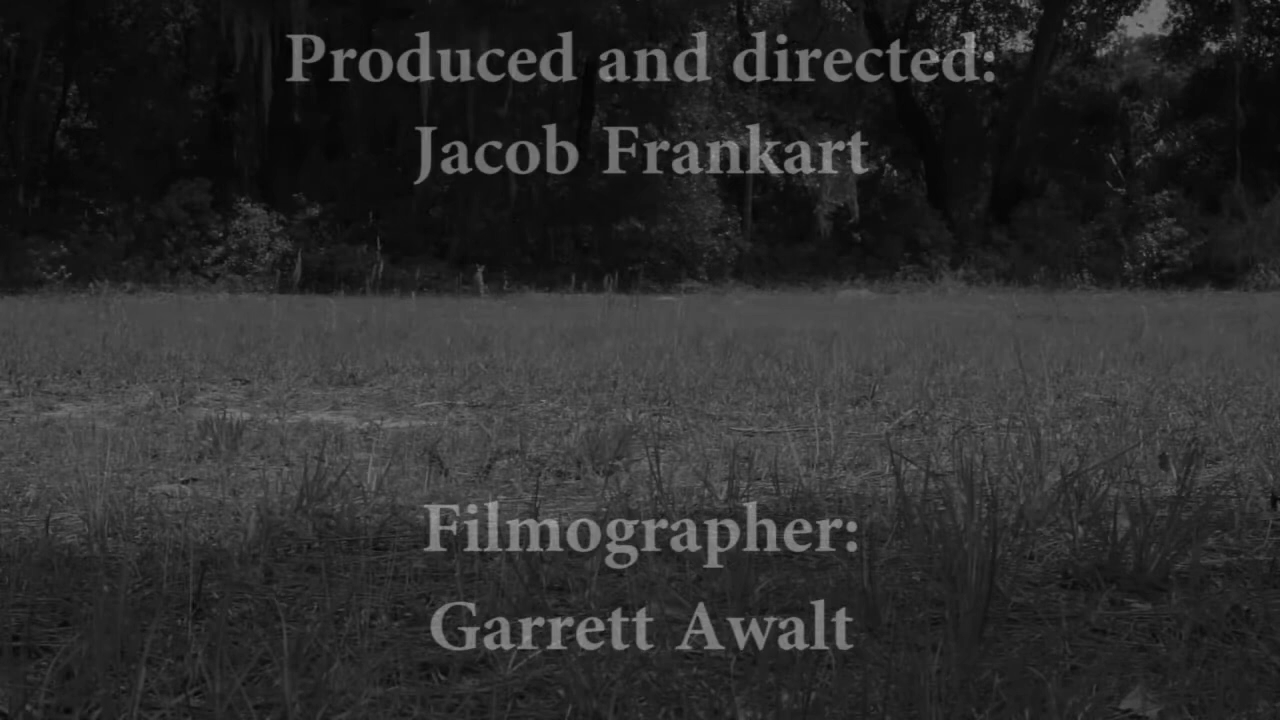 Produced and directed:
Jacob Frankart
Filmographer:
Garrett Awalt